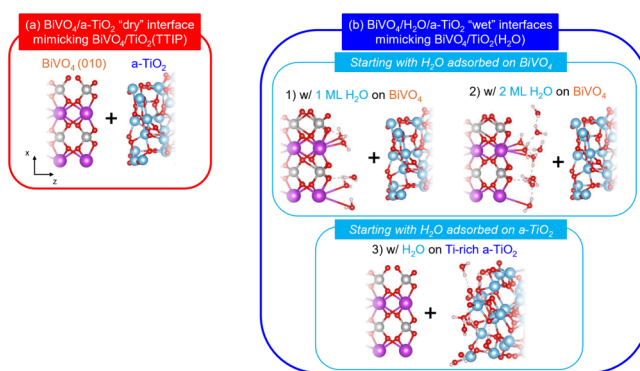 (a) BiVO₄/a-TiO₂ “dry” interface
mimicking BiVO₄/TiO₂(TTIP)
BiVO₄ (010)
a-TiO₂
+
x
z
(b) BiVO₄/H₂O/a-TiO₂ “wet” interfaces
mimicking BiVO₄/TiO₂(H₂O)
Starting with H₂O adsorbed on BiVO₄
1) w/ 1 ML H₂O on BiVO₄
2) w/ 2 ML H₂O on BiVO₄
+
+
Starting with H₂O adsorbed on a-TiO₂
3) w/ H₂O on Ti-rich a-TiO₂
+